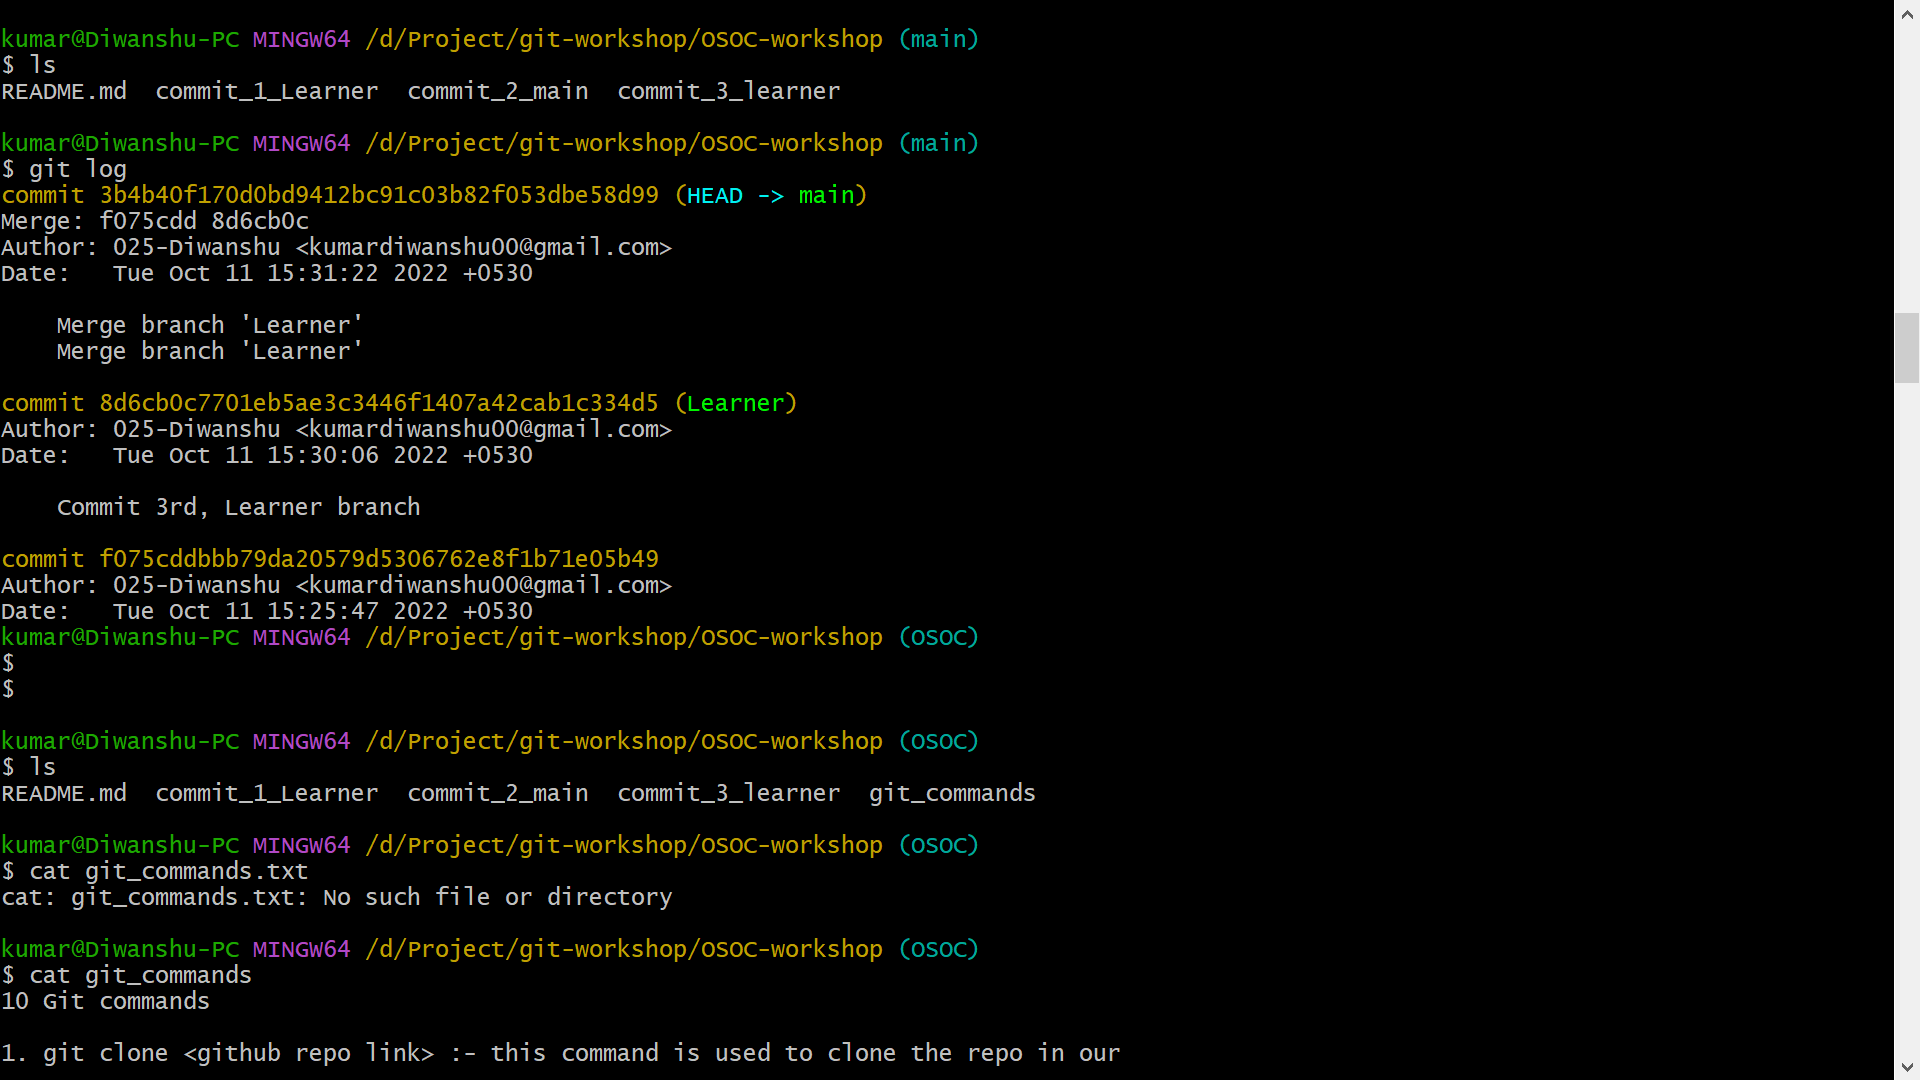 kumar@Diwanshu-PC MINGW64 /d/Project/git-workshop/OSOC-workshop (main)
$ ls
README.md  commit_1_Learner  commit_2_main  commit_3_learner
kumar@Diwanshu-PC MINGW64 /d/Project/git-workshop/OSOC-workshop (main)
$ git log
commit 3b4b40f170d0bd9412bc91c03b82f053dbe58d99 (HEAD -> main)
Merge: f075cdd 8d6cb0c
Author: 025-Diwanshu <kumardiwanshu00@gmail.com>
Date:   Tue Oct 11 15:31:22 2022 +0530
    Merge branch 'Learner'
    Merge branch 'Learner'
commit 8d6cb0c7701eb5ae3c3446f1407a42cab1c334d5 (Learner)
Author: 025-Diwanshu <kumardiwanshu00@gmail.com>
Date:   Tue Oct 11 15:30:06 2022 +0530
    Commit 3rd, Learner branch
commit f075cddbbb79da20579d5306762e8f1b71e05b49
Author: 025-Diwanshu <kumardiwanshu00@gmail.com>
Date:   Tue Oct 11 15:25:47 2022 +0530
kumar@Diwanshu-PC MINGW64 /d/Project/git-workshop/OSOC-workshop (OSOC)
$
$
kumar@Diwanshu-PC MINGW64 /d/Project/git-workshop/OSOC-workshop (OSOC)
$ ls
README.md  commit_1_Learner  commit_2_main  commit_3_learner  git_commands
kumar@Diwanshu-PC MINGW64 /d/Project/git-workshop/OSOC-workshop (OSOC)
$ cat git_commands.txt
cat: git_commands.txt: No such file or directory
kumar@Diwanshu-PC MINGW64 /d/Project/git-workshop/OSOC-workshop (OSOC)
$ cat git_commands
10 Git commands
1. git clone <github repo link> :- this command is used to clone the repo in our